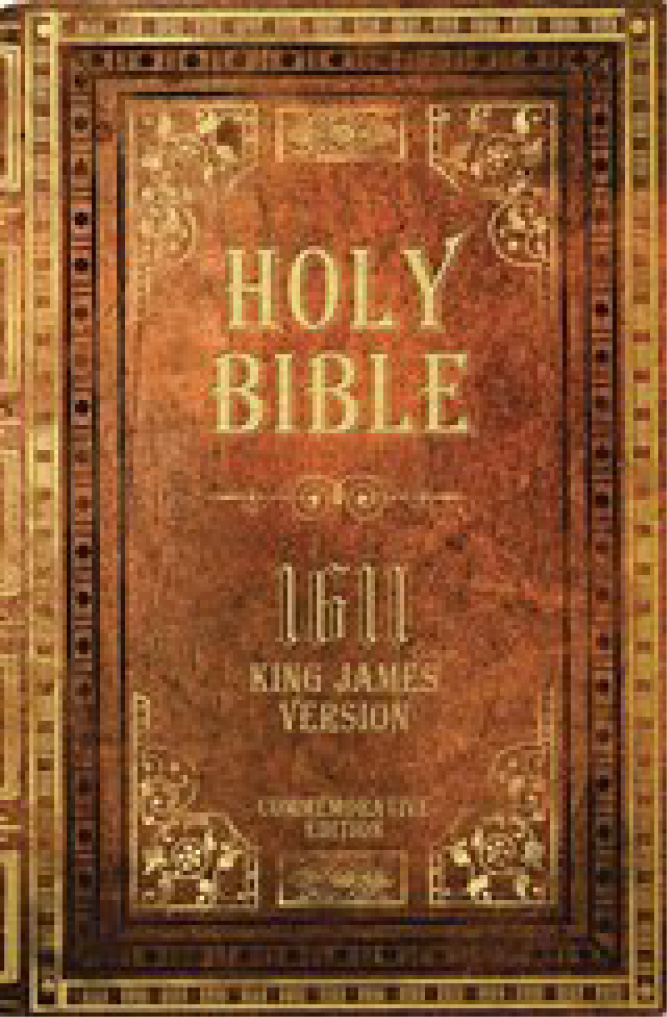 HOLY
BIBLE
1611
KING JAMES
VERSION
COMMEMORATIVE
EDITION